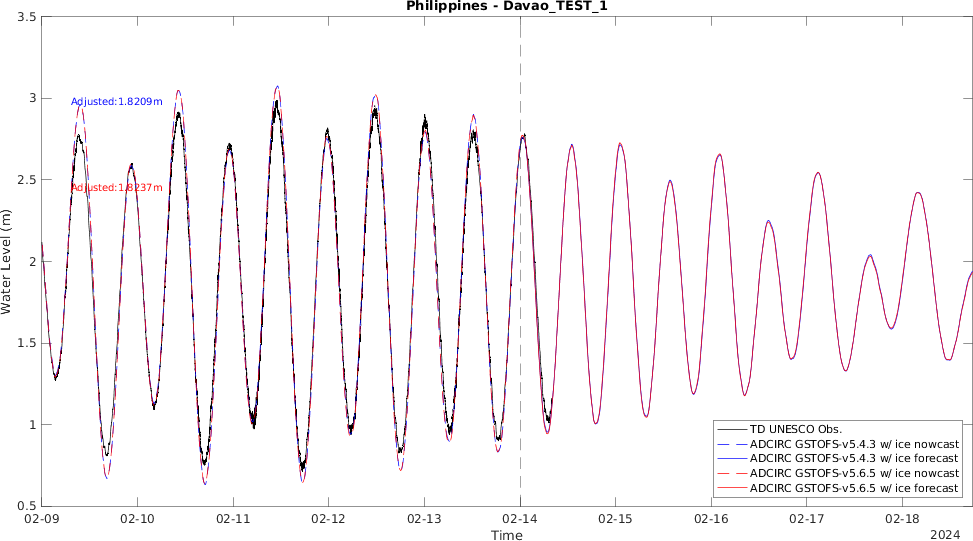 Philippines - Davao_TEST_1
3.5
3
2.5
2
1.5
1
0.5
Water Level (m)
Adjusted:1.8209m
Adjusted:1.8237m
TD UNESCO Obs.
ADCIRC GSTOFS-v5.4.3 w/ ice nowcast
ADCIRC GSTOFS-v5.4.3 w/ ice forecast
ADCIRC GSTOFS-v5.6.5 w/ ice nowcast
ADCIRC GSTOFS-v5.6.5 w/ ice forecast
02-09 02-10 02-11 02-12 02-13 02-14 02-15 02-16 02-17 02-18
Time
2024